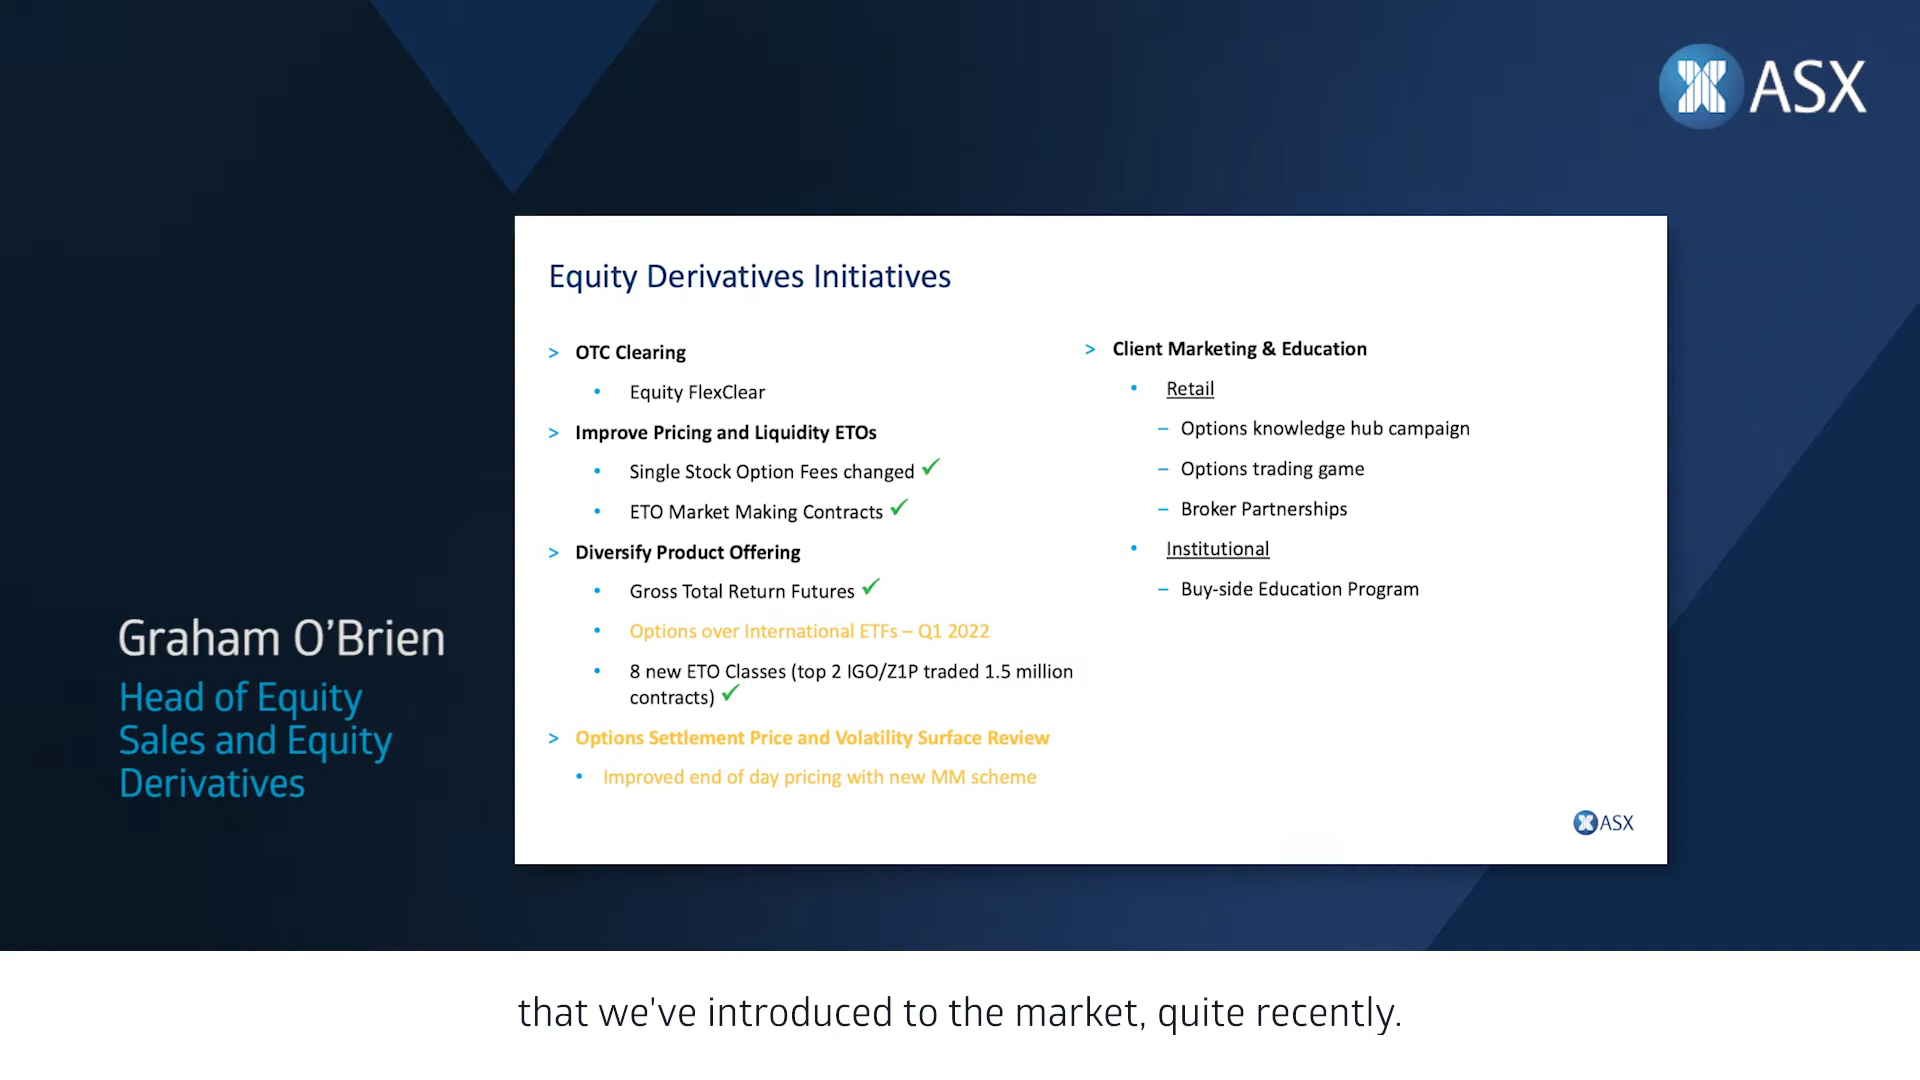 ASX
Equity Derivatives Initiatives
> OTC Clearing
• Equity FlexClear
> Improve Pricing and Liquidity ETOs
• Single Stock Option Fees changed ✓
• ETO Market Making Contracts ✓
> Diversify Product Offering
• Gross Total Return Futures ✓
• Options over International ETFs – Q1 2022
• 8 new ETO Classes (top 2 IGO/Z1P traded 1.5 million
contracts) ✓
> Options Settlement Price and Volatility Surface Review
• Improved end of day pricing with new MM scheme
> Client Marketing & Education
• Retail
– Options knowledge hub campaign
– Options trading game
– Broker Partnerships
• Institutional
– Buy-side Education Program
ASX
Graham O’Brien
Head of Equity
Sales and Equity
Derivatives
that we've introduced to the market, quite recently.